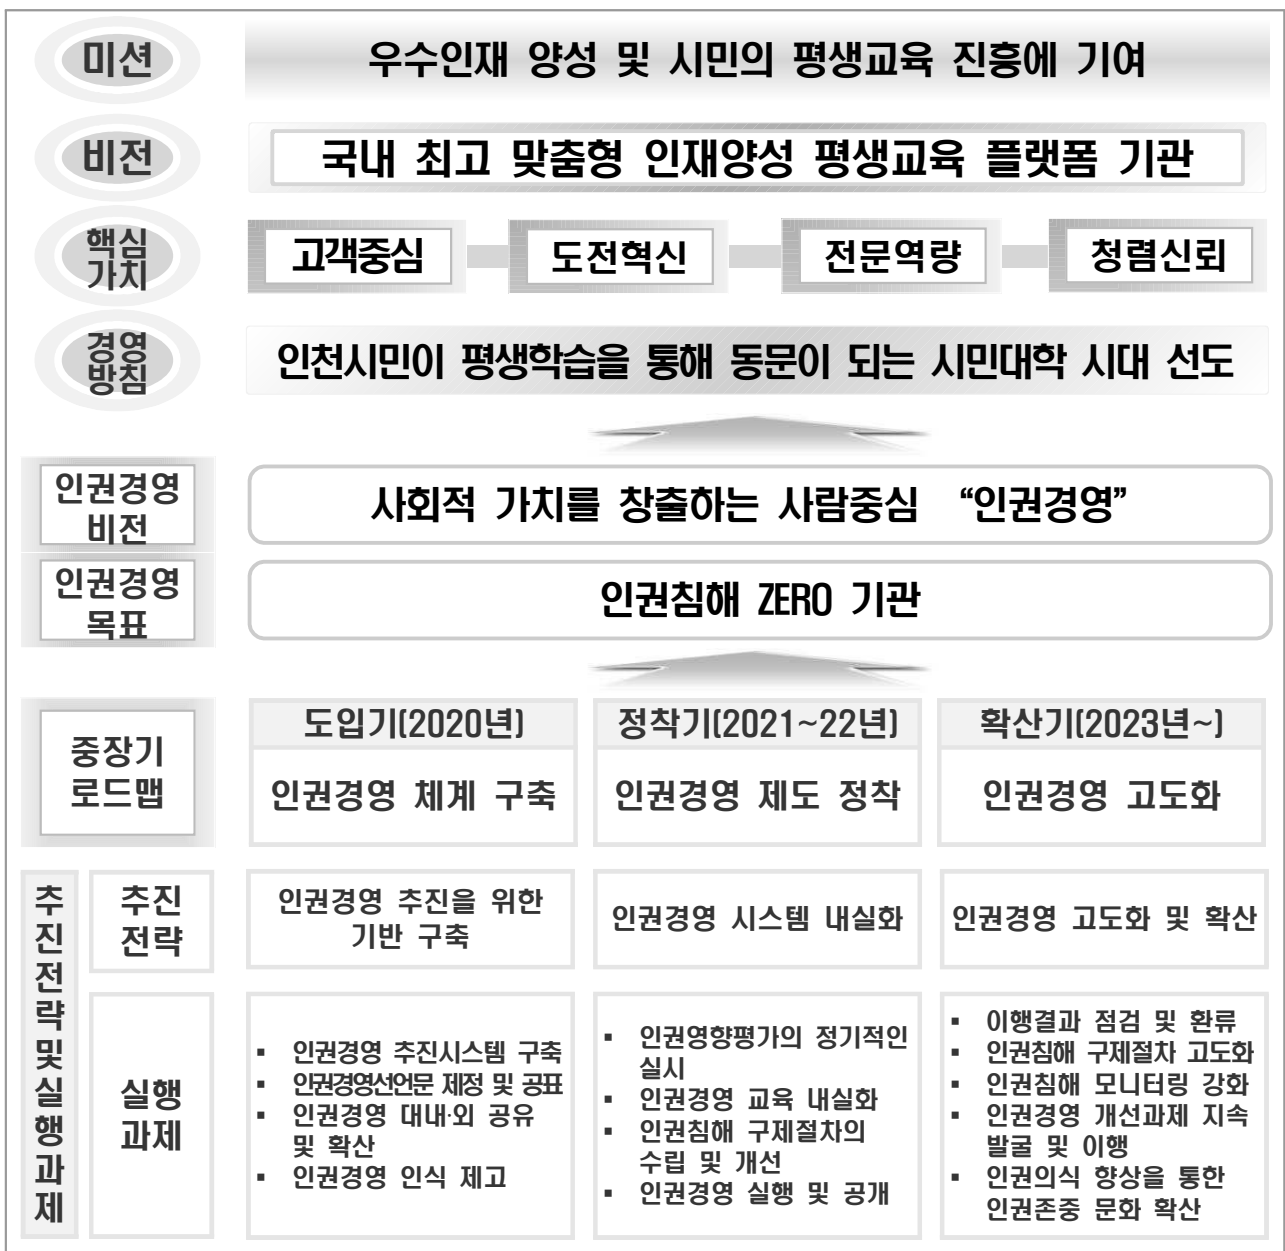 미션
우수인재 양성 및 시민의 평생교육 진흥에 기여
비전
국내 최고 맞춤형 인재양성 평생교육 플랫폼 기관
핵심
가치
고객중심
도전혁신
전문역량
청렴신뢰
경영
방침
인천시민이 평생학습을 통해 동문이 되는 시민대학 시대 선도
인권경영
비전
사회적 가치를 창출하는 사람중심 “인권경영”
인권경영
목표
인권침해 ZERO 기관
중장기
로드맵
도입기(2020년)
인권경영 체계 구축
정착기(2021~22년)
인권경영 제도 정착
확산기(2023년~)
인권경영 고도화
추진전략및실행과제
추진
전략
인권경영 추진을 위한
기반 구축
인권경영 시스템 내실화
인권경영 고도화 및 확산
실행
과제
▪ 인권경영 추진시스템 구축
▪ 인권경영선언문 제정 및 공표
▪ 인권경영 대내·외 공유
및 확산
▪ 인권경영 인식 제고
▪ 인권영향평가의 정기적인
실시
▪ 인권경영 교육 내실화
▪ 인권침해 구제절차의
수립 및 개선
▪ 인권경영 실행 및 공개
▪ 이행결과 점검 및 환류
▪ 인권침해 구제절차 고도화
▪ 인권침해 모니터링 강화
▪ 인권경영 개선과제 지속
발굴 및 이행
▪ 인권의식 향상을 통한
인권존중 문화 확산